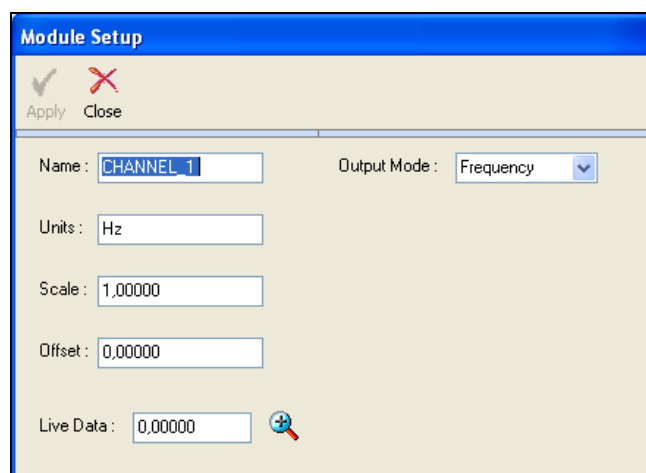 Module Setup
Apply Close
Name : CHANNEL_1 Output Mode : Frequency
Units : Hz
Scale : 1,00000
Offset : 0,00000
Live Data : 0,00000